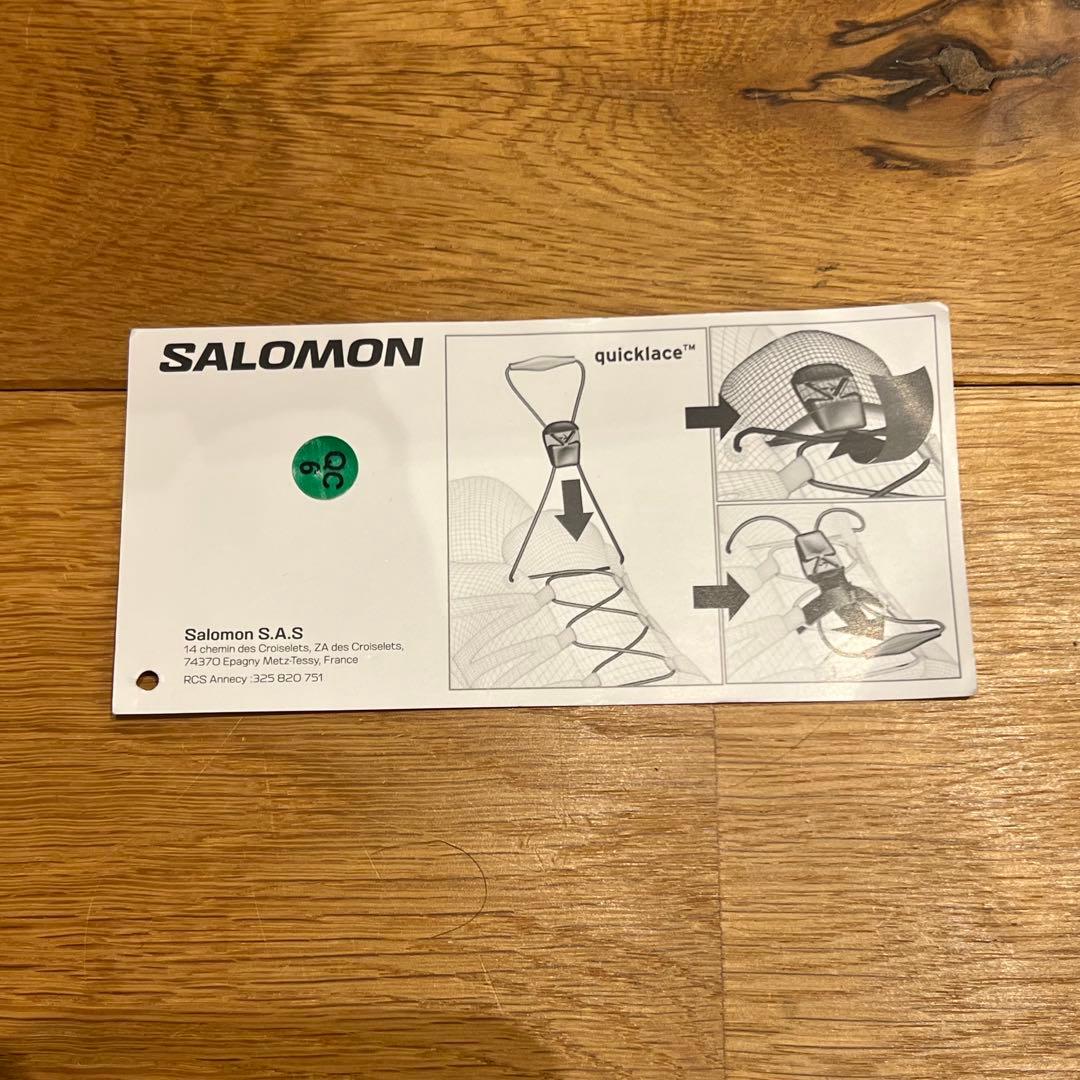 SALOMON
QC
6
Salomon S.A.S
14 chemin des Croiselets, ZA des Croiselets,
74370 Epagny Metz-Tessy, France
RCS Annecy :325 820 751
quicklace™